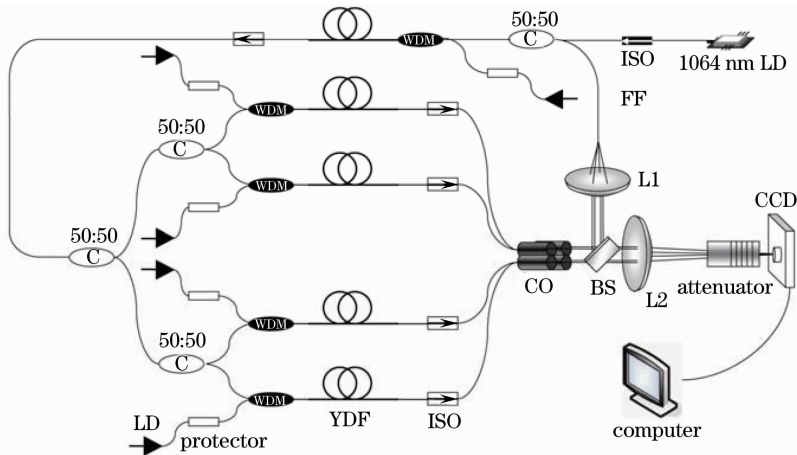 50:50
C
WDM
ISO
1064 nm LD
FF
WDM
50:50
C
WDM
L1
CCD
50:50
C
CO
BS
L2
attenuator
50:50
C
WDM
WDM
LD
protector
YDF
ISO
computer